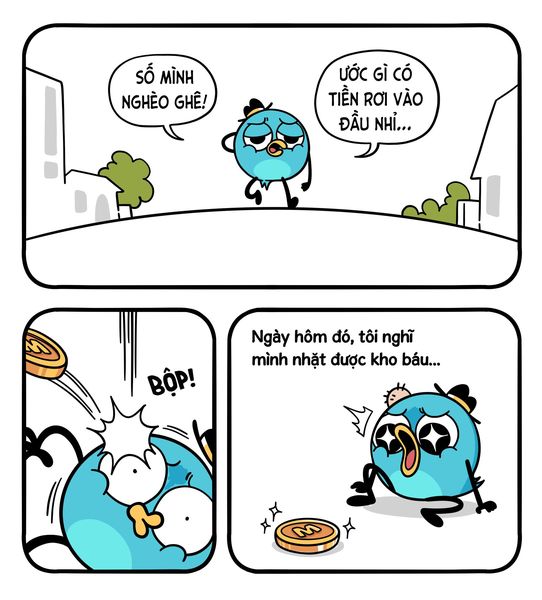 SỐ MÌNH
NGHÈO GHÊ!
ƯỚC GÌ CÓ
TIỀN RƠI VÀO
ĐẦU NHỈ...
M
BỘP!
Ngày hôm đó, tôi nghĩ
mình nhặt được kho báu...
M